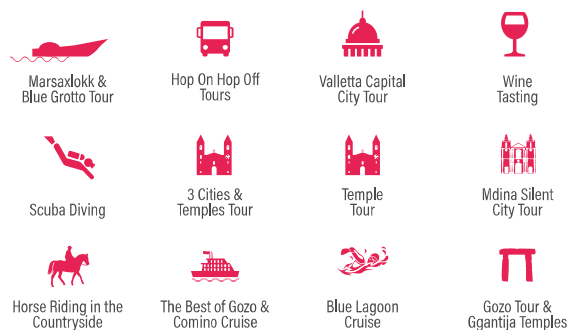 Marsaxlokk &
Blue Grotto Tour
Hop On Hop Off
Tours
Valletta Capital
City Tour
Wine
Tasting
Scuba Diving
3 Cities &
Temples Tour
Temple
Tour
Mdina Silent
City Tour
Horse Riding in the
Countryside
The Best of Gozo &
Comino Cruise
Blue Lagoon
Cruise
Gozo Tour &
Ggantija Temples